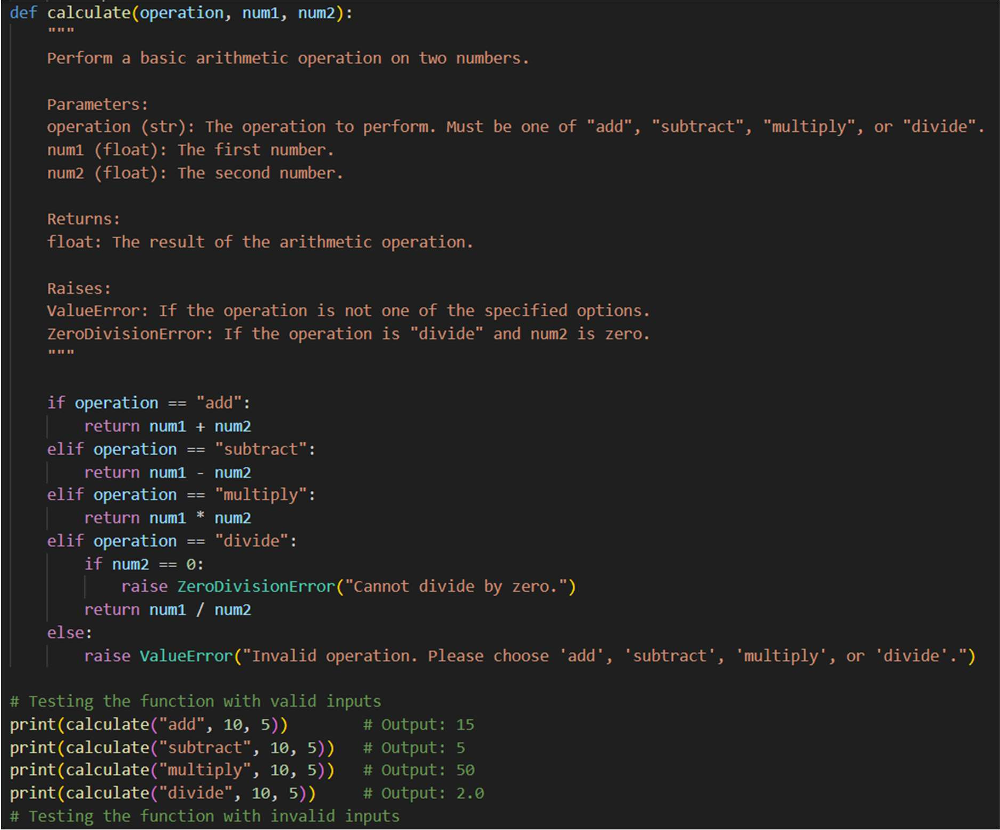 def calculate(operation, num1, num2):
    """
    Perform a basic arithmetic operation on two numbers.

    Parameters:
    operation (str): The operation to perform. Must be one of "add", "subtract", "multiply", or "divide".
    num1 (float): The first number.
    num2 (float): The second number.

    Returns:
    float: The result of the arithmetic operation.

    Raises:
    ValueError: If the operation is not one of the specified options.
    ZeroDivisionError: If the operation is "divide" and num2 is zero.
    """

    if operation == "add":
        return num1 + num2
    elif operation == "subtract":
        return num1 - num2
    elif operation == "multiply":
        return num1 * num2
    elif operation == "divide":
        if num2 == 0:
            raise ZeroDivisionError("Cannot divide by zero.")
        return num1 / num2
    else:
        raise ValueError("Invalid operation. Please choose 'add', 'subtract', 'multiply', or 'divide'.")

# Testing the function with valid inputs
print(calculate("add", 10, 5))        # Output: 15
print(calculate("subtract", 10, 5))   # Output: 5
print(calculate("multiply", 10, 5))   # Output: 50
print(calculate("divide", 10, 5))     # Output: 2.0
# Testing the function with invalid inputs